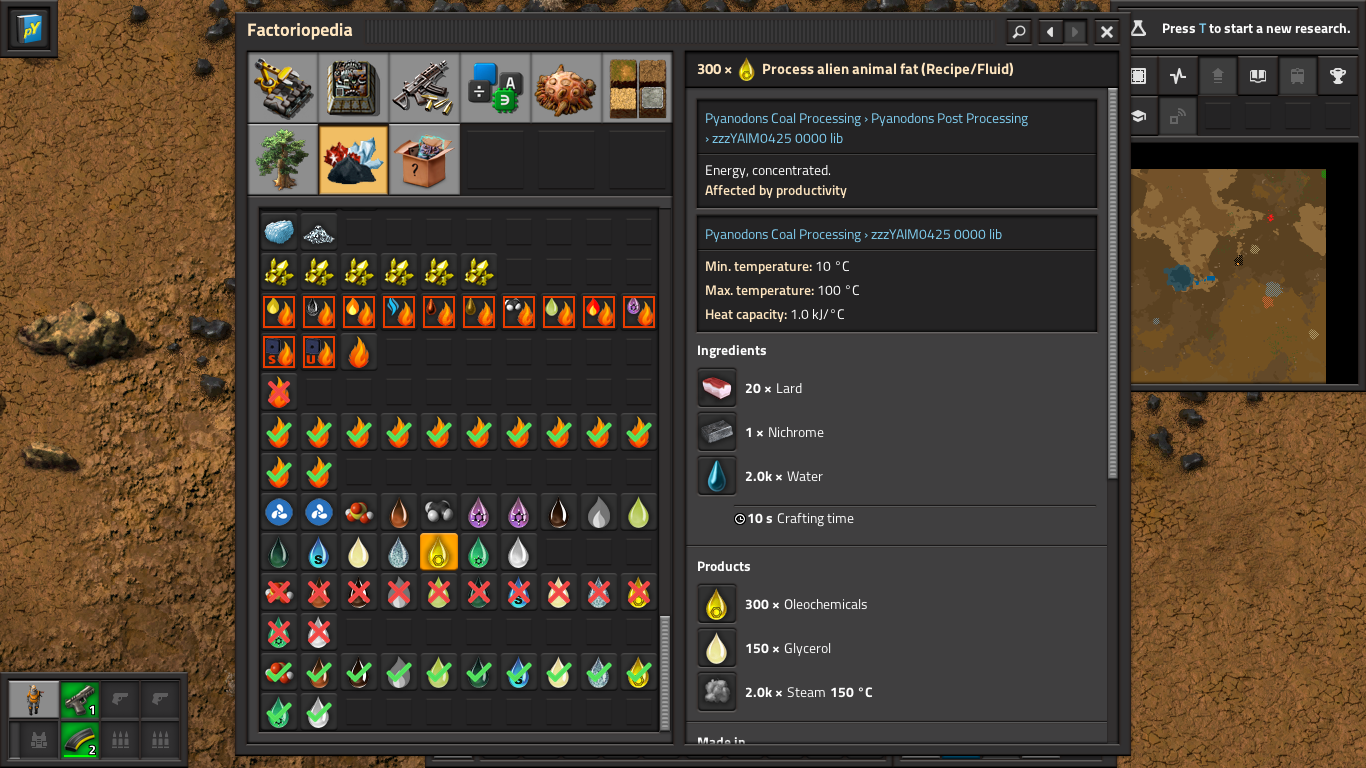 pY
Factoriopedia
Press T to start a new research.
300 × Process alien animal fat (Recipe/Fluid)
Pyanodons Coal Processing › Pyanodons Post Processing
› zzzYAIM0425 0000 lib
Energy, concentrated.
Affected by productivity
Pyanodons Coal Processing › zzzYAIM0425 0000 lib
Min. temperature: 10 °C
Max. temperature: 100 °C
Heat capacity: 1.0 kJ/°C
Ingredients
20 × Lard
1 × Nichrome
2.0k × Water
10 s Crafting time
Products
300 × Oleochemicals
150 × Glycerol
2.0k × Steam 150 °C
Made in
A
?
S
U
S
1
2